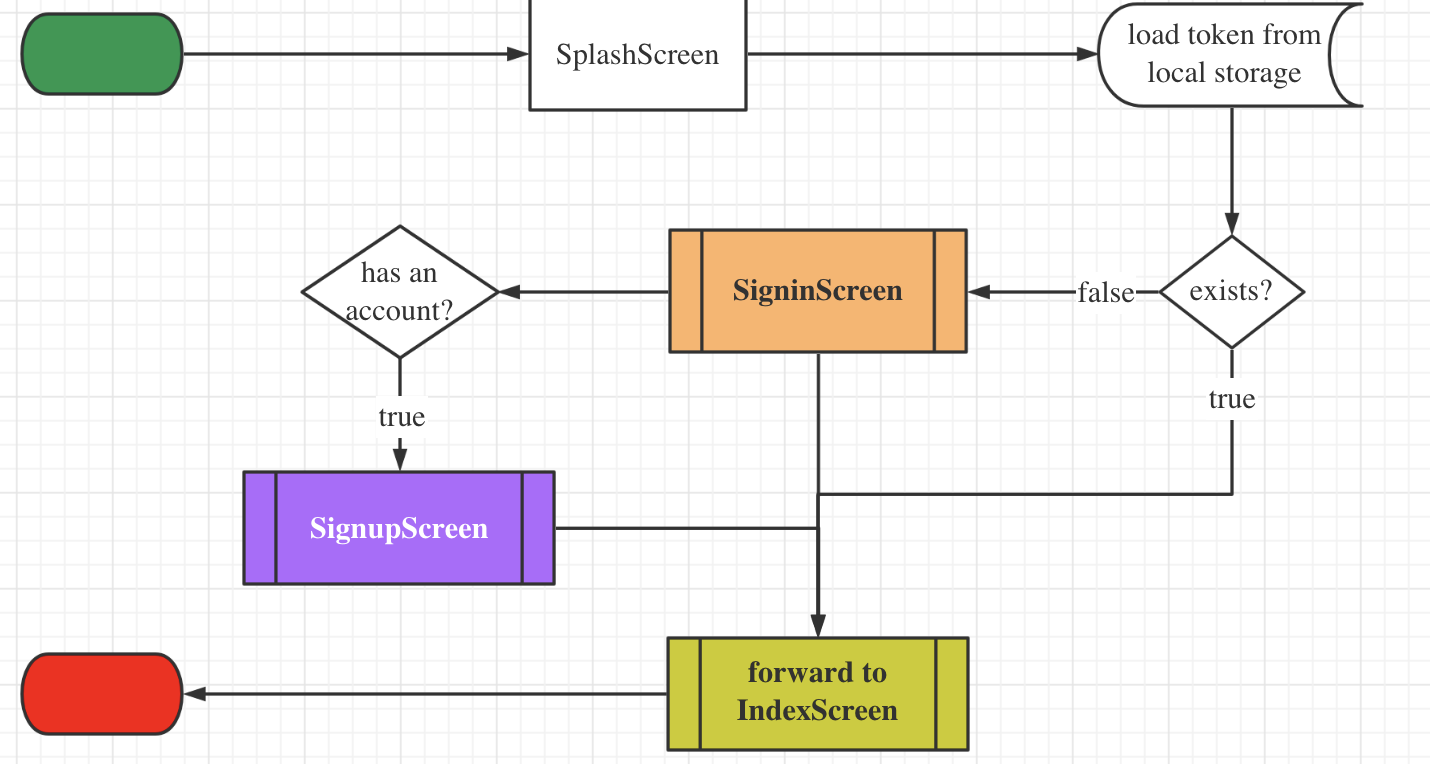 SplashScreen
load token from
local storage
has an
account?
SigninScreen
false
exists?
true
true
SignupScreen
forward to
IndexScreen